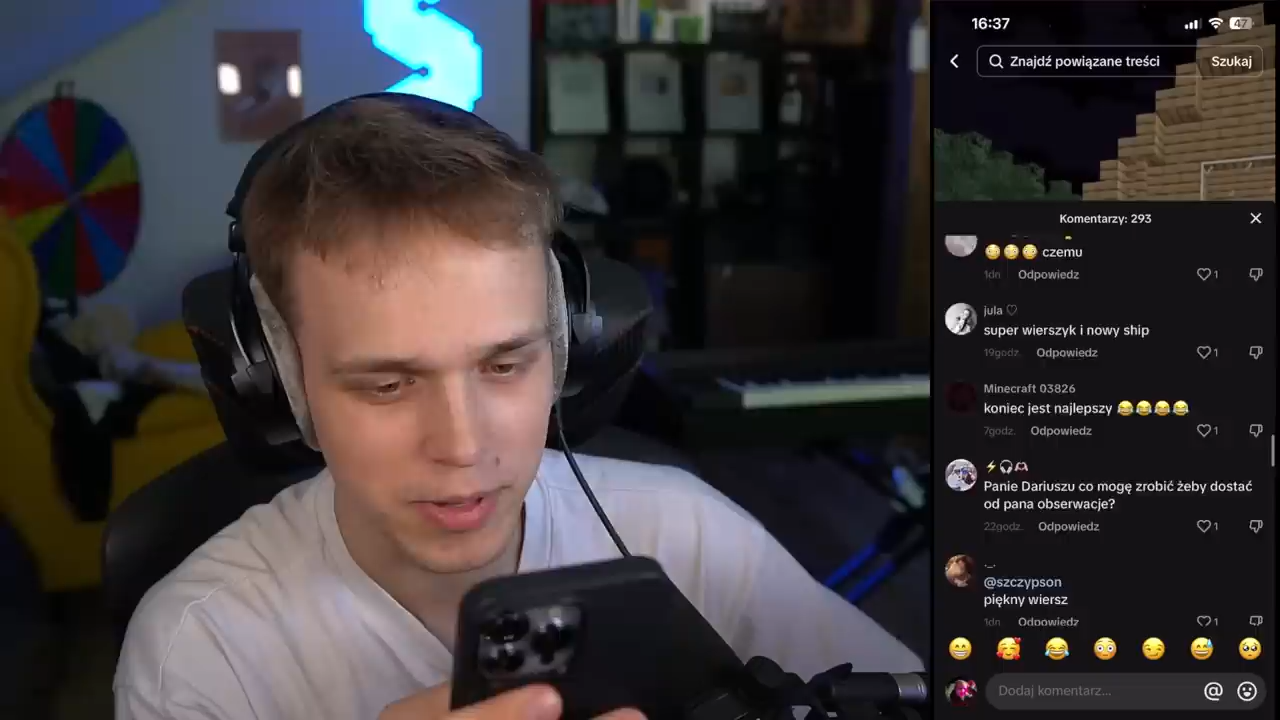 16:37
47
Znajdź powiązane treści
Szukaj
Komentarzy: 293
😳😳😳 czemu
1dn Odpowiedz 1
jula ♡
super wierszyk i nowy ship
19godz. Odpowiedz 1
Minecraft 03826
koniec jest najlepszy 😂😂😂😂
7godz. Odpowiedz 1
⚡🎧🫶🏻
Panie Dariuszu co mogę zrobić żeby dostać
od pana obserwacje?
22godz. Odpowiedz 1
._.
@szczypson
piękny wiersz
1dn Odpowiedz 1
😁🥰😂😳😏😅🥺
Dodaj komentarz...
@